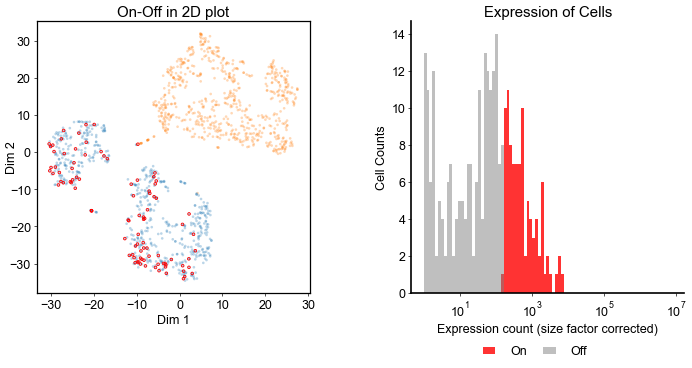 On-Off in 2D plot
Dim 2
30
20
10
0
−10
−20
−30
−30 −20 −10 0 10 20 30
Dim 1
Expression of Cells
Cell Counts
14
12
10
8
6
4
2
0
10^1 10^3 10^5 10^7
Expression count (size factor corrected)
On Off